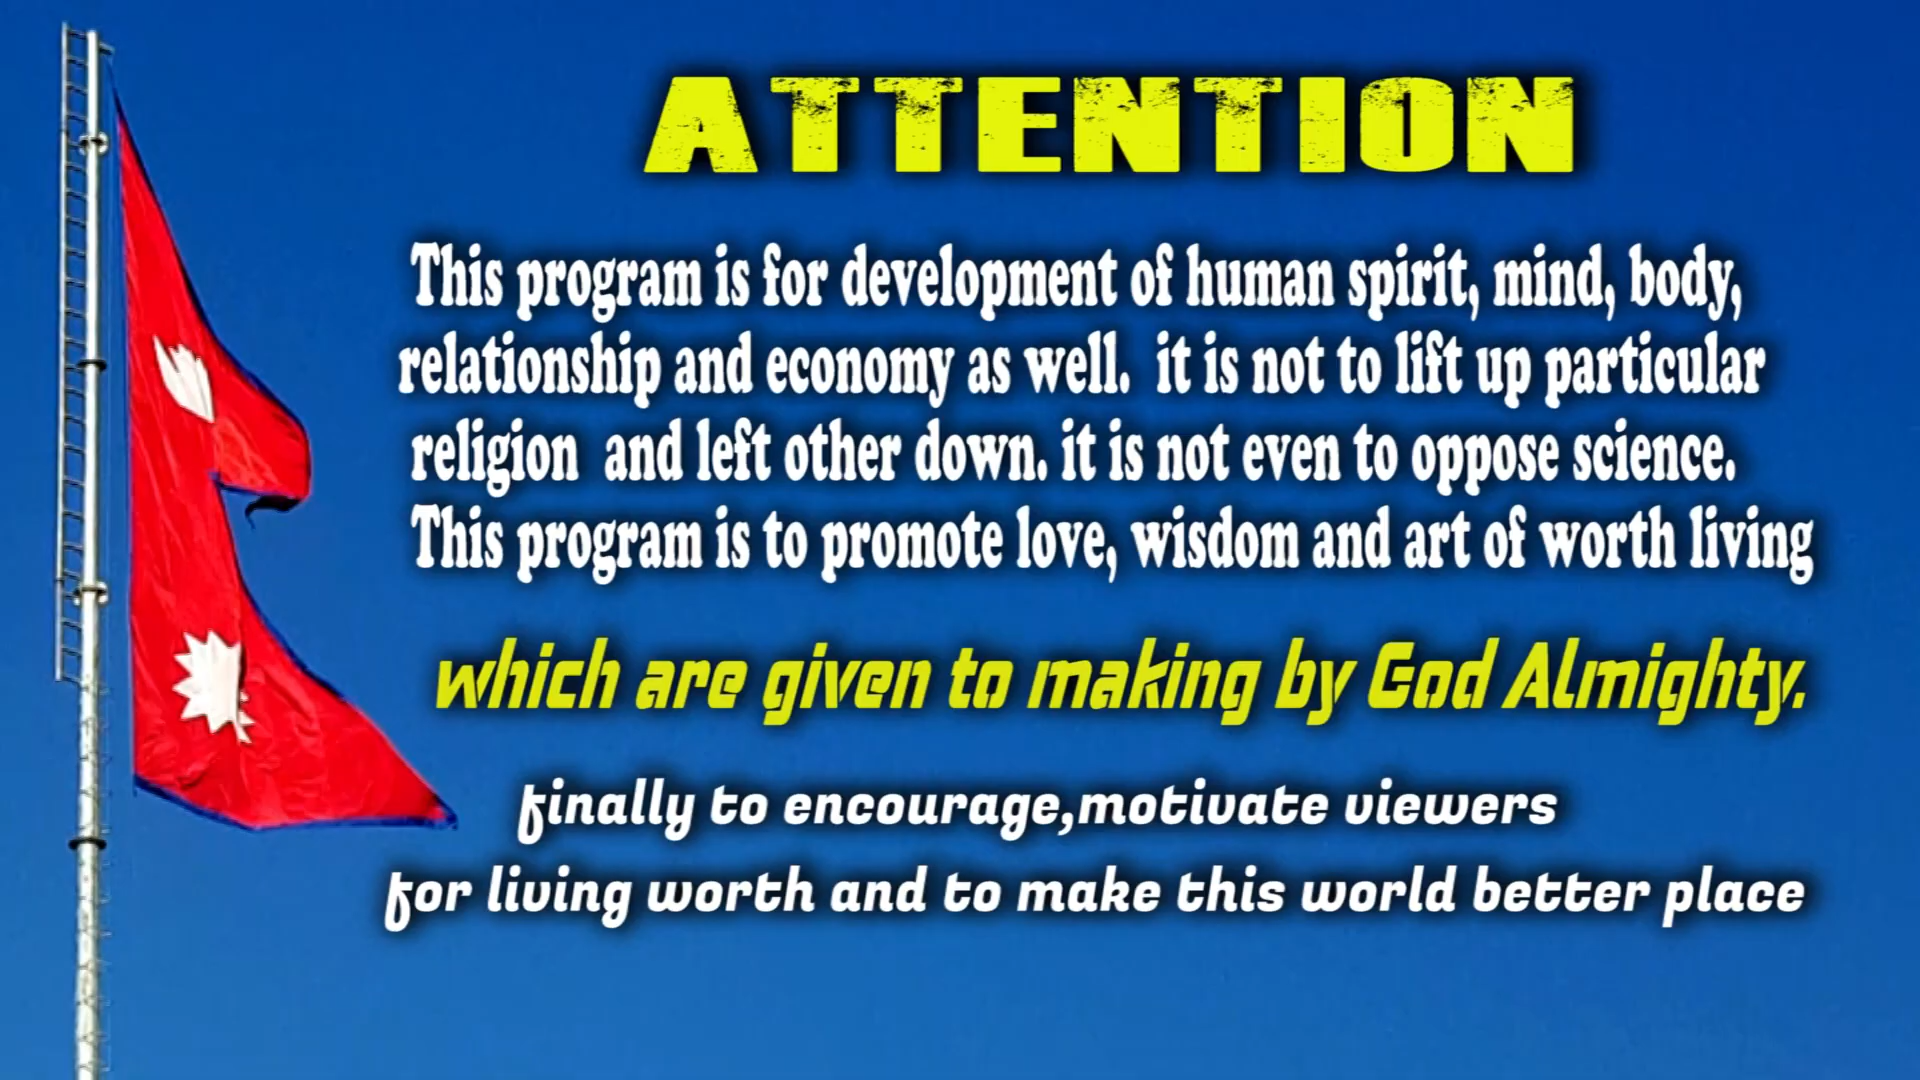 ATTENTION
This program is for development of human spirit, mind, body,
relationship and economy as well. it is not to lift up particular
religion and left other down. it is not even to oppose science.
This program is to promote love, wisdom and art of worth living
which are given to making by God Almighty.
finally to encourage,motivate viewers
for living worth and to make this world better place